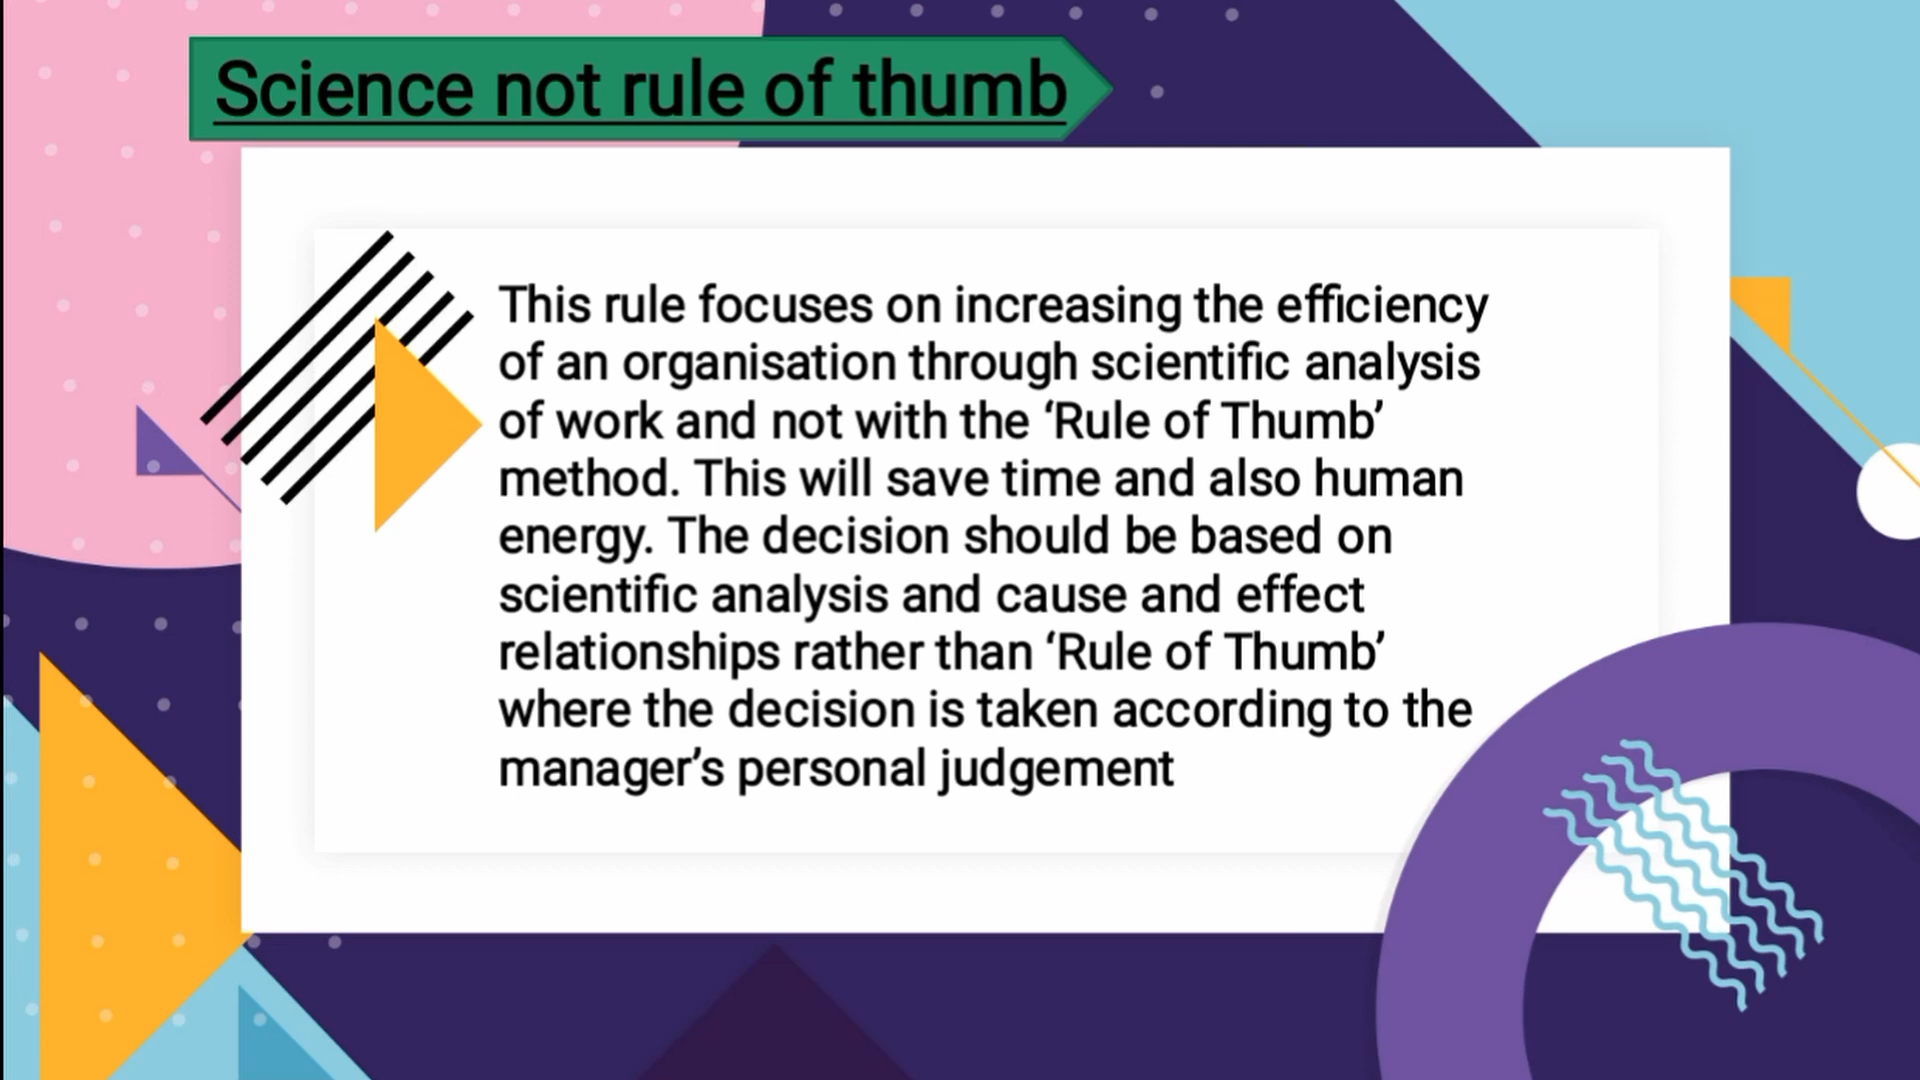 Science not rule of thumb
This rule focuses on increasing the efficiency
of an organisation through scientific analysis
of work and not with the ‘Rule of Thumb’
method. This will save time and also human
energy. The decision should be based on
scientific analysis and cause and effect
relationships rather than ‘Rule of Thumb’
where the decision is taken according to the
manager’s personal judgement